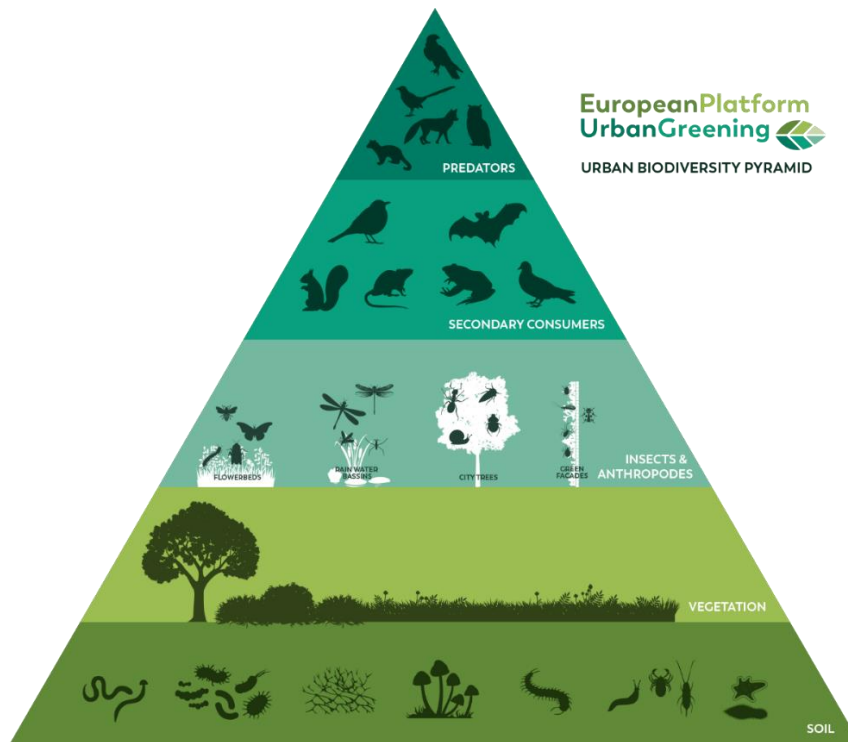 EuropeanPlatform
UrbanGreening
URBAN BIODIVERSITY PYRAMID
PREDATORS
SECONDARY CONSUMERS
FLOWERBEDS
RAIN WATER
BASSINS
CITY TREES
GREEN
FACADES
INSECTS &
ANTHROPODES
VEGETATION
SOIL